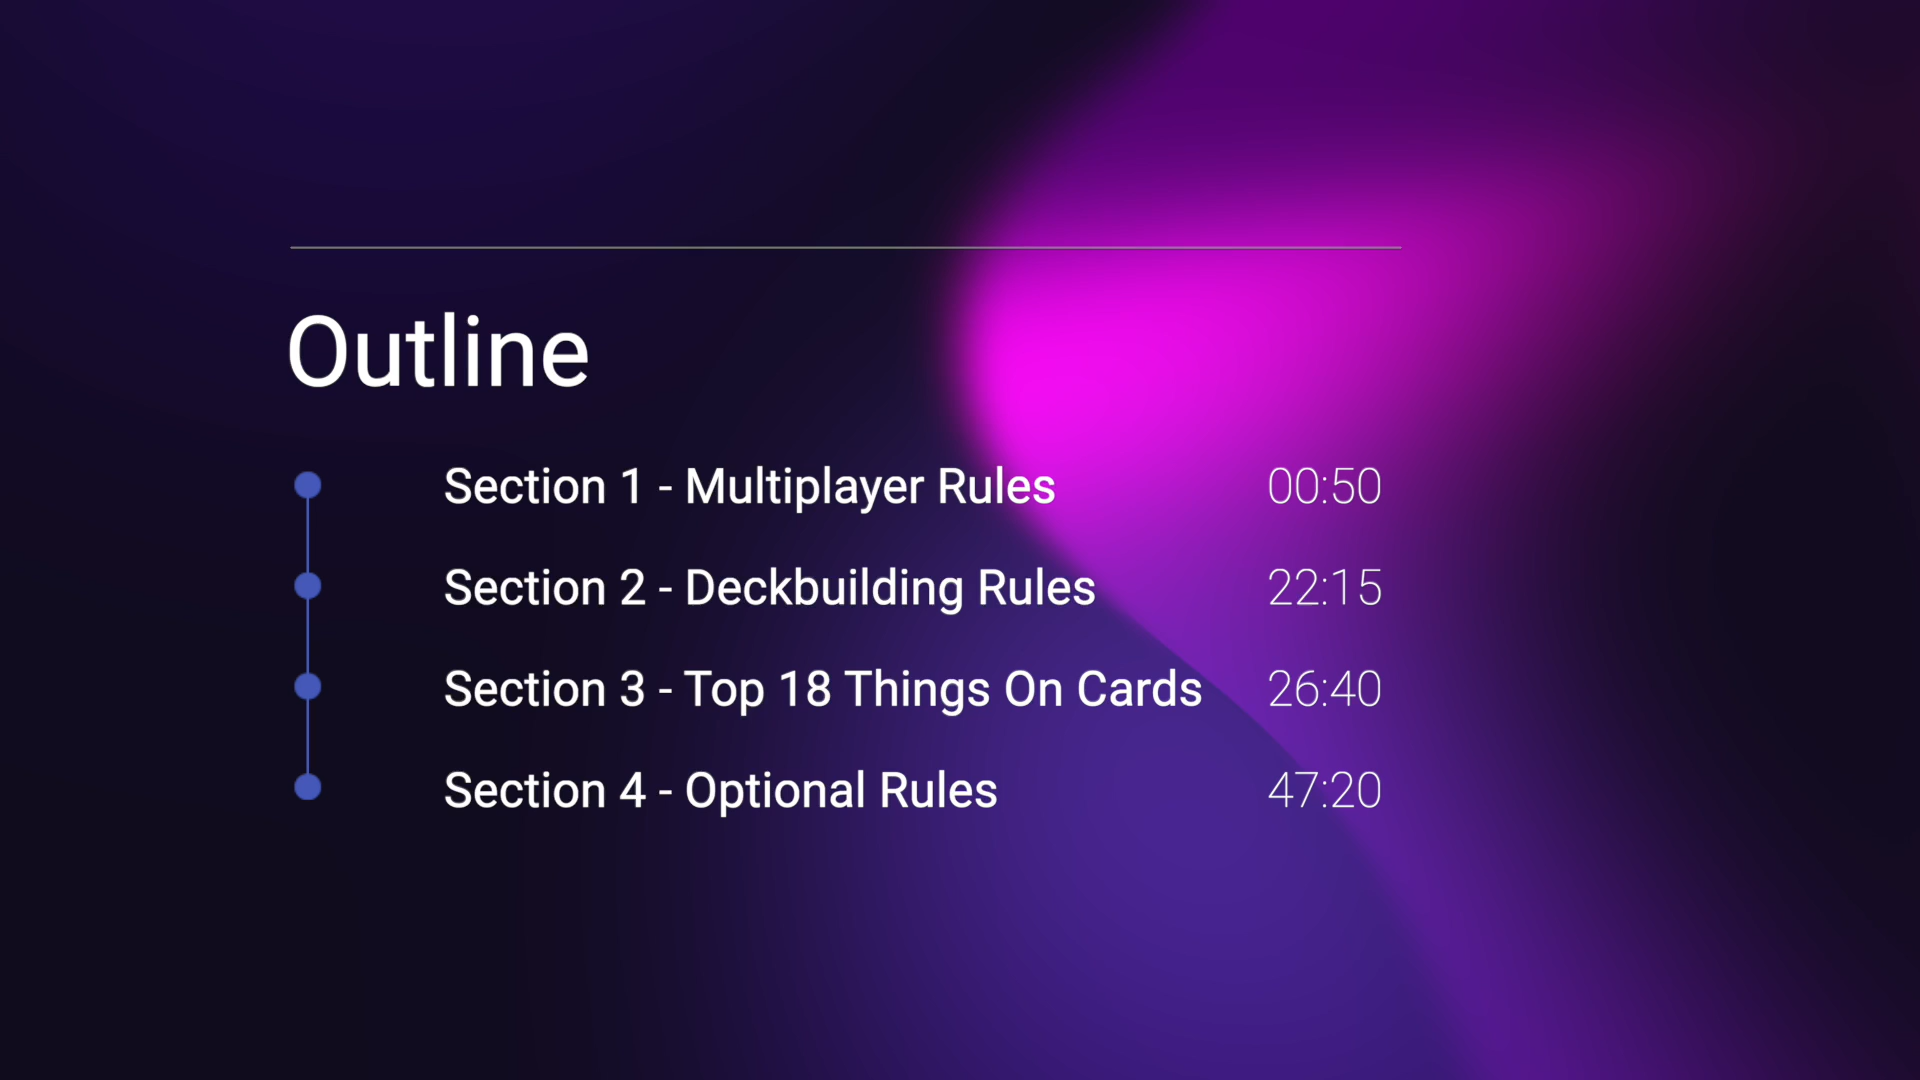 Outline
Section 1 - Multiplayer Rules 00:50
Section 2 - Deckbuilding Rules 22:15
Section 3 - Top 18 Things On Cards 26:40
Section 4 - Optional Rules 47:20